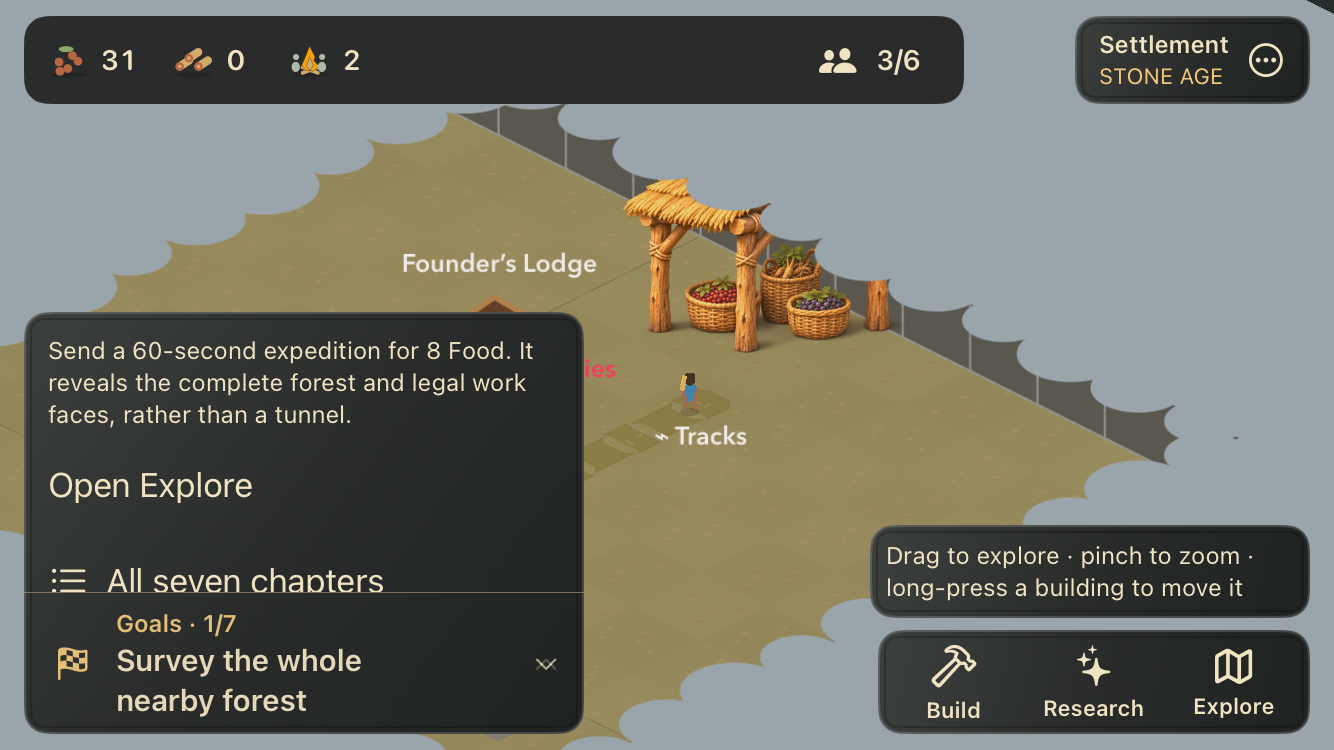 31
0
2
3/6
Settlement
STONE AGE
Founder's Lodge
ies
Tracks
Send a 60-second expedition for 8 Food. It
reveals the complete forest and legal work
faces, rather than a tunnel.
Open Explore
All seven chapters
Goals · 1/7
Survey the whole
nearby forest
Drag to explore · pinch to zoom ·
long-press a building to move it
Build
Research
Explore